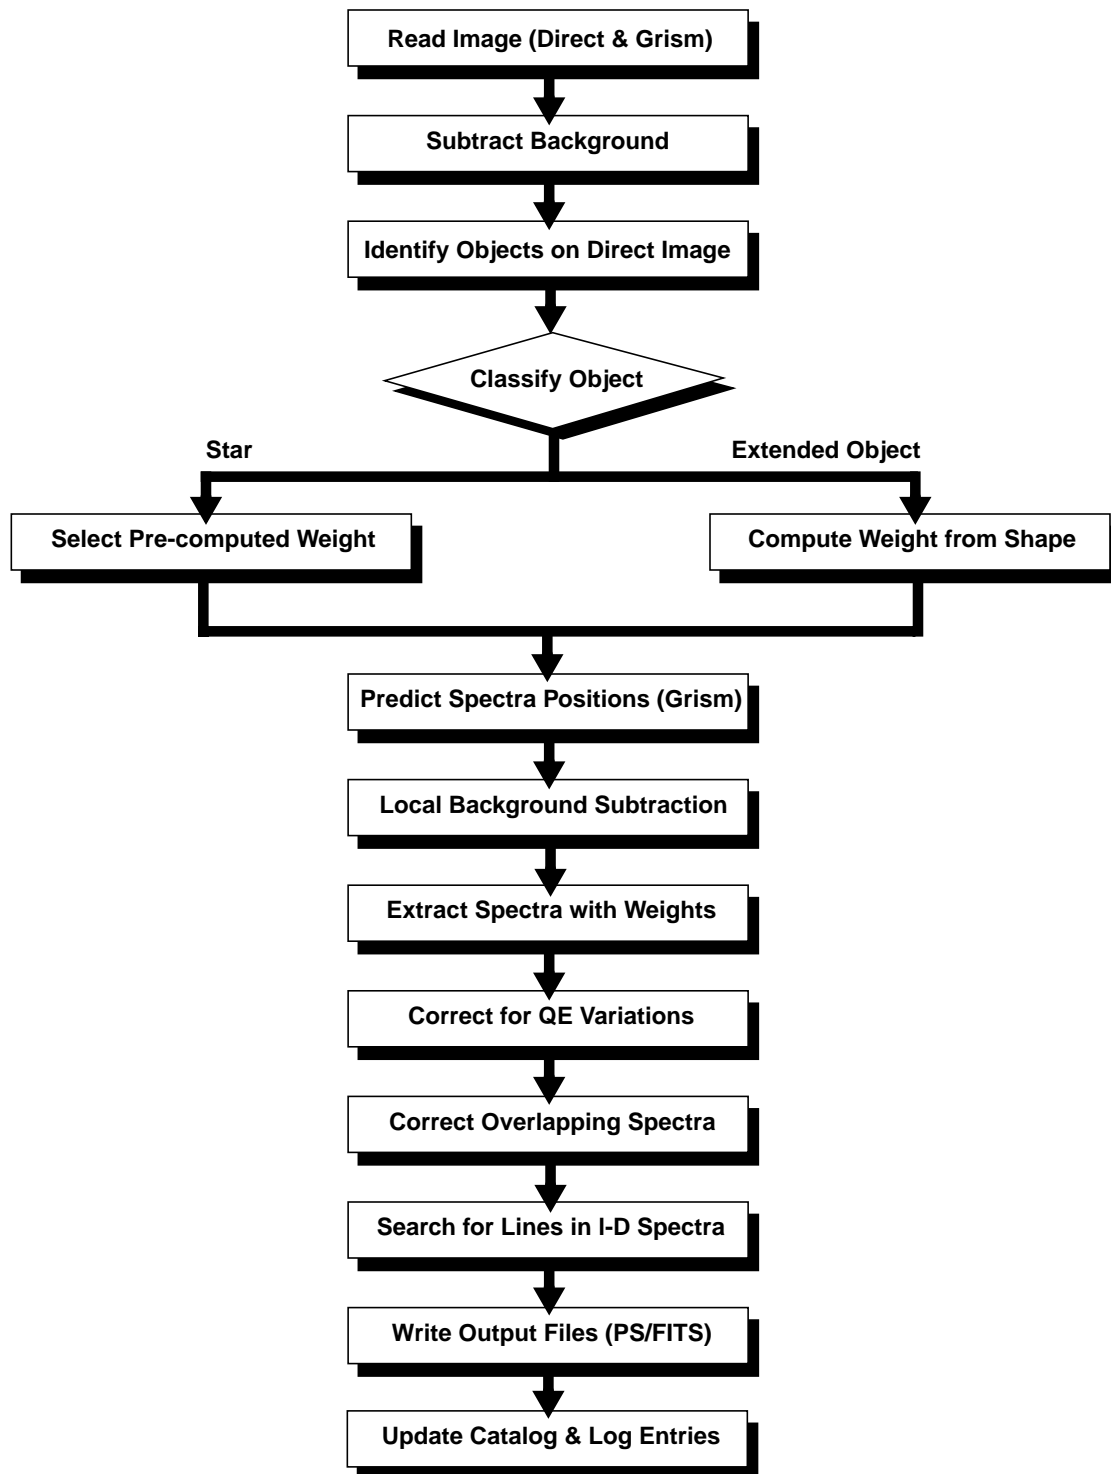 Read Image (Direct & Grism)
Subtract Background
Identify Objects on Direct Image
Classify Object
Star
Extended Object
Select Pre-computed Weight
Compute Weight from Shape
Predict Spectra Positions (Grism)
Local Background Subtraction
Extract Spectra with Weights
Correct for QE Variations
Correct Overlapping Spectra
Search for Lines in I-D Spectra
Write Output Files (PS/FITS)
Update Catalog & Log Entries